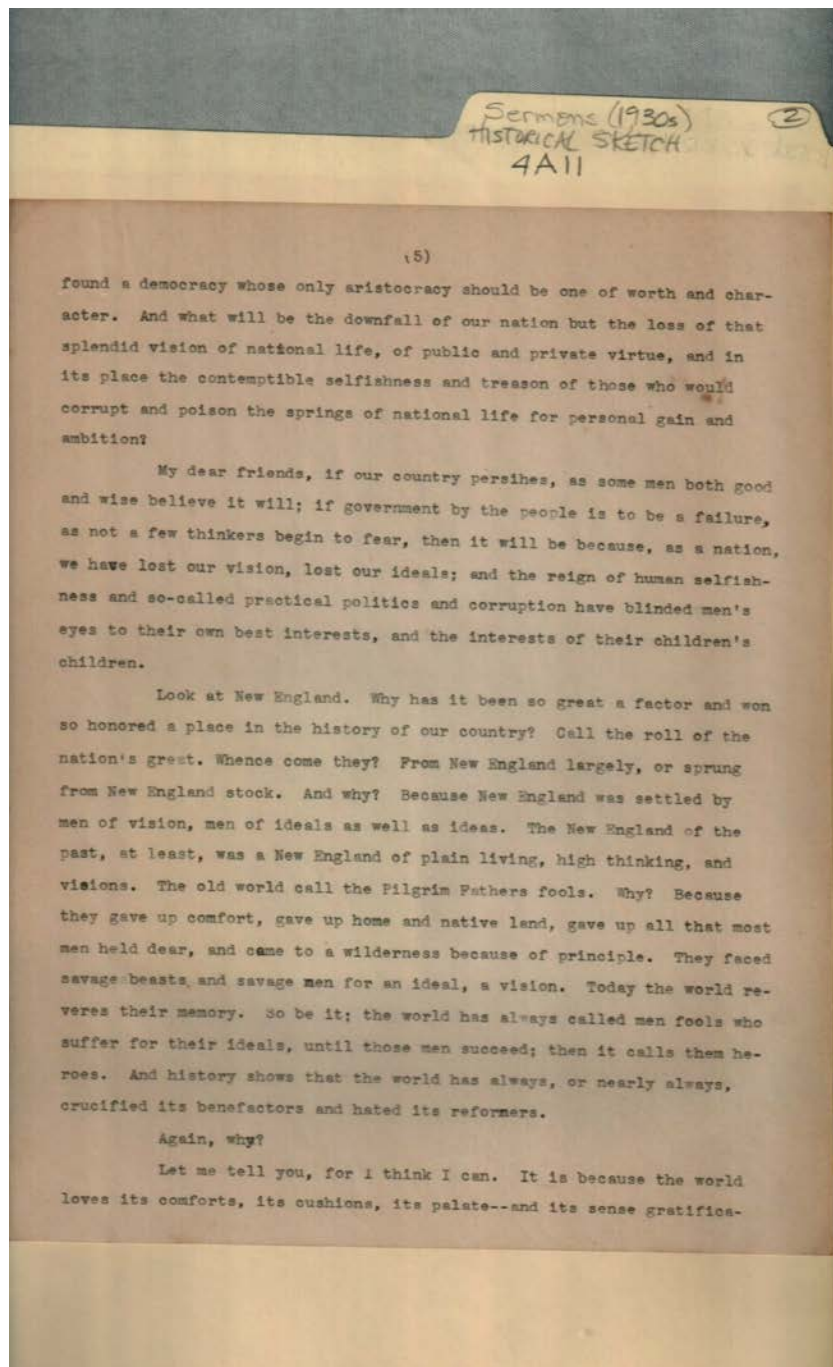 Sermons (1930s) 2
HISTORICAL SKETCH
4A11
(5)
found a democracy whose only aristocracy should be one of worth and char-
acter. And what will be the downfall of our nation but the loss of that
splendid vision of national life, of public and private virtue, and in
its place the contemptible selfishness and treason of those who would
corrupt and poison the springs of national life for personal gain and
ambition?
My dear friends, if our country persihes, as some men both good
and wise believe it will; if government by the people is to be a failure,
as not a few thinkers begin to fear, then it will be because, as a nation,
we have lost our vision, lost our ideals; and the reign of human selfish-
ness and so-called practical politics and corruption have blinded men's
eyes to their own best interests, and the interests of their children's
children.
Look at New England. Why has it been so great a factor and won
so honored a place in the history of our country? Call the roll of the
nation's great. Whence come they? From New England largely, or sprung
from New England stock. And why? Because New England was settled by
men of vision, men of ideals as well as ideas. The New England of the
past, at least, was a New England of plain living, high thinking, and
visions. The old world call the Pilgrim Fathers fools. Why? Because
they gave up comfort, gave up home and native land, gave up all that most
men held dear, and came to a wilderness because of principle. They faced
savage beasts and savage men for an ideal, a vision. Today the world re-
veres their memory. So be it; the world has always called men fools who
suffer for their ideals, until those men succeed; then it calls them he-
roes. And history shows that the world has always, or nearly always,
crucified its benefactors and hated its reformers.
Again, why?
Let me tell you, for I think I can. It is because the world
loves its comforts, its cushions, its palate--and its sense gratifica-